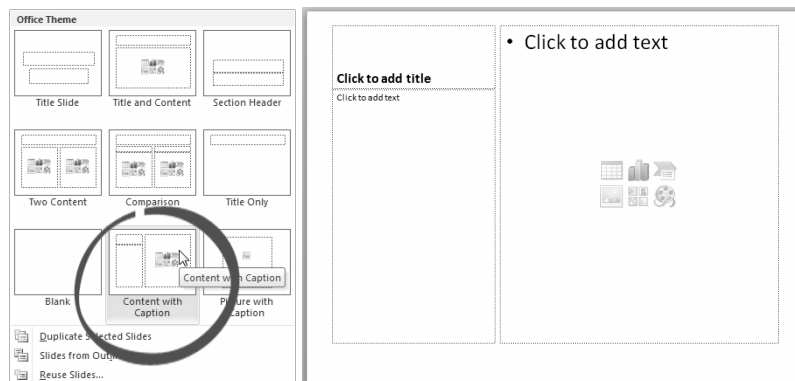 Office Theme
Title Slide
Title and Content
Section Header
Two Content
Comparison
Title Only
Blank
Content with
Caption
Picture with
Caption
Content with Caption
Duplicate Selected Slides
Slides from Outline...
Reuse Slides...
Click to add title
Click to add text
• Click to add text